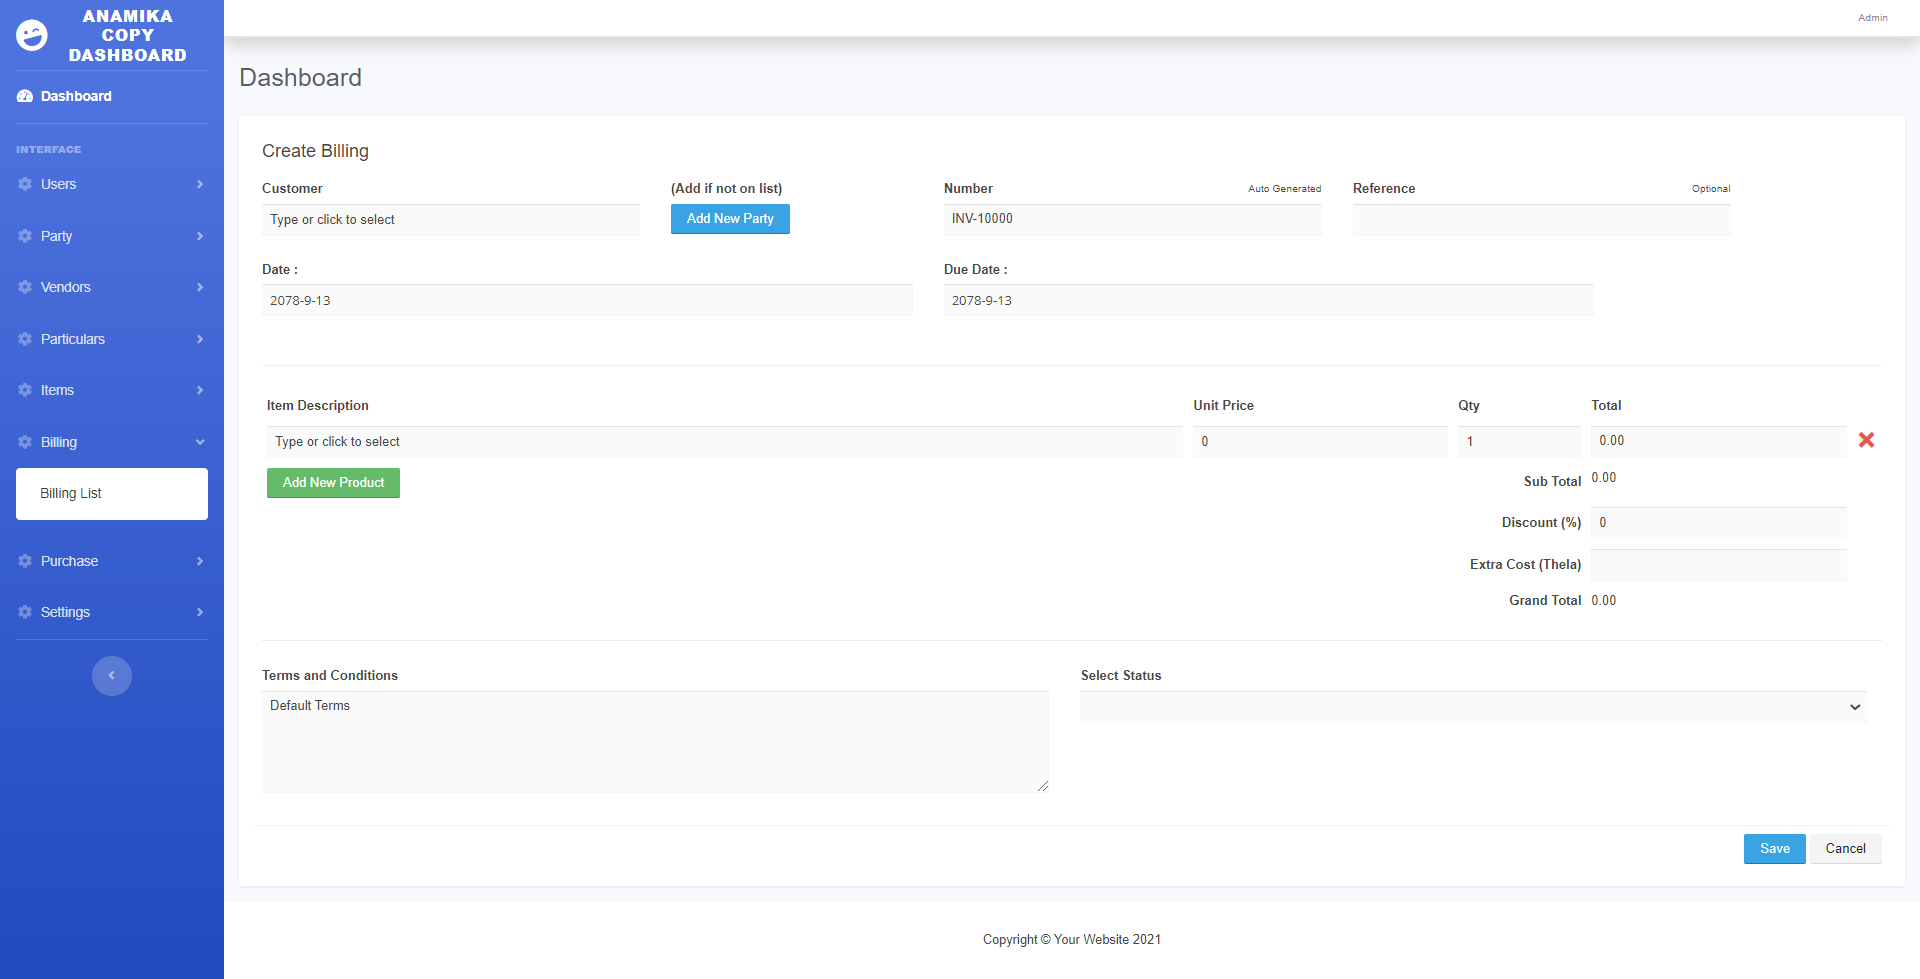 ANAMIKA
COPY
DASHBOARD
Dashboard
INTERFACE
Users
Party
Vendors
Particulars
Items
Billing
Billing List
Purchase
Settings
Admin
Dashboard
Create Billing
Customer (Add if not on list) Number Auto Generated Reference Optional
Type or click to select Add New Party INV-10000
Date : Due Date :
2078-9-13 2078-9-13
Item Description Unit Price Qty Total
Type or click to select 0 1 0.00
Add New Product Sub Total 0.00
Discount (%) 0
Extra Cost (Thela)
Grand Total 0.00
Terms and Conditions Select Status
Default Terms
Save Cancel
Copyright © Your Website 2021